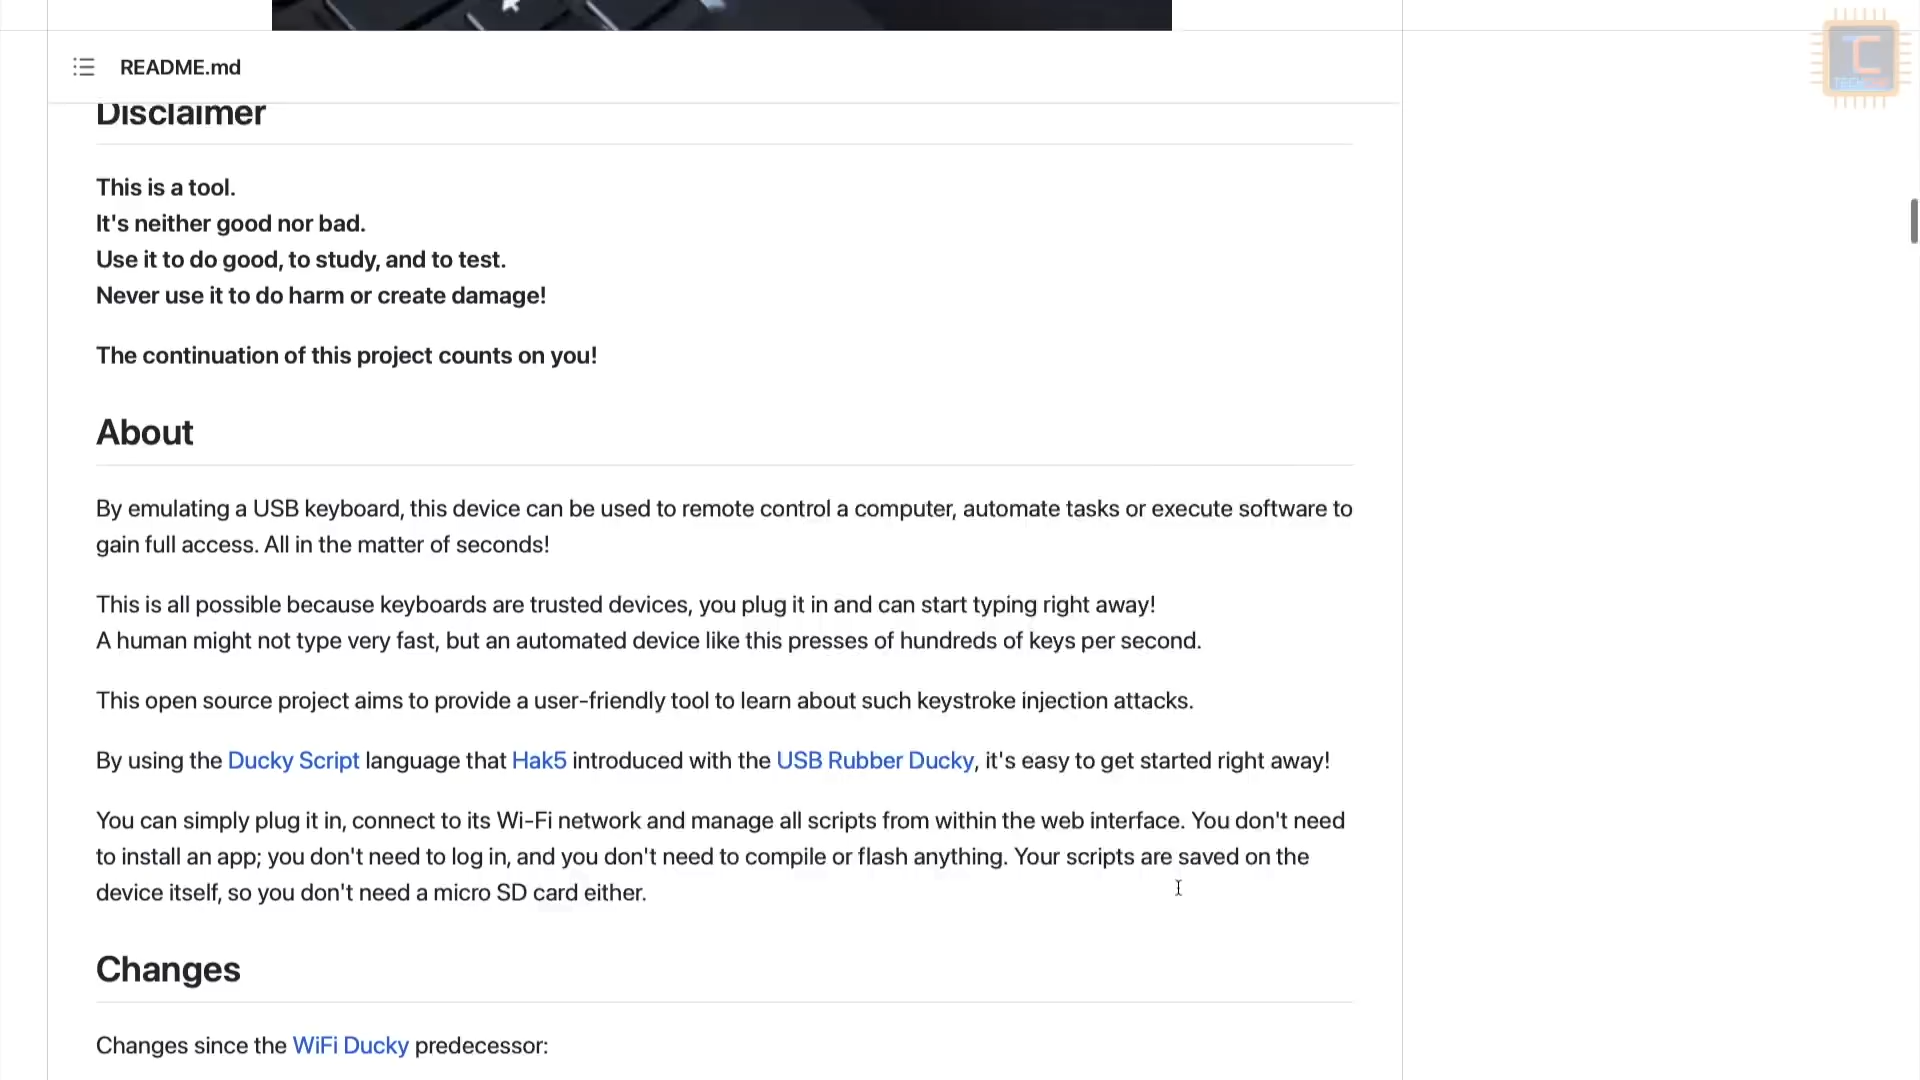 README.md
Disclaimer
This is a tool.
It's neither good nor bad.
Use it to do good, to study, and to test.
Never use it to do harm or create damage!
The continuation of this project counts on you!
About
By emulating a USB keyboard, this device can be used to remote control a computer, automate tasks or execute software to
gain full access. All in the matter of seconds!
This is all possible because keyboards are trusted devices, you plug it in and can start typing right away!
A human might not type very fast, but an automated device like this presses of hundreds of keys per second.
This open source project aims to provide a user-friendly tool to learn about such keystroke injection attacks.
By using the Ducky Script language that Hak5 introduced with the USB Rubber Ducky, it's easy to get started right away!
You can simply plug it in, connect to its Wi-Fi network and manage all scripts from within the web interface. You don't need
to install an app; you don't need to log in, and you don't need to compile or flash anything. Your scripts are saved on the
device itself, so you don't need a micro SD card either.
Changes
Changes since the WiFi Ducky predecessor: